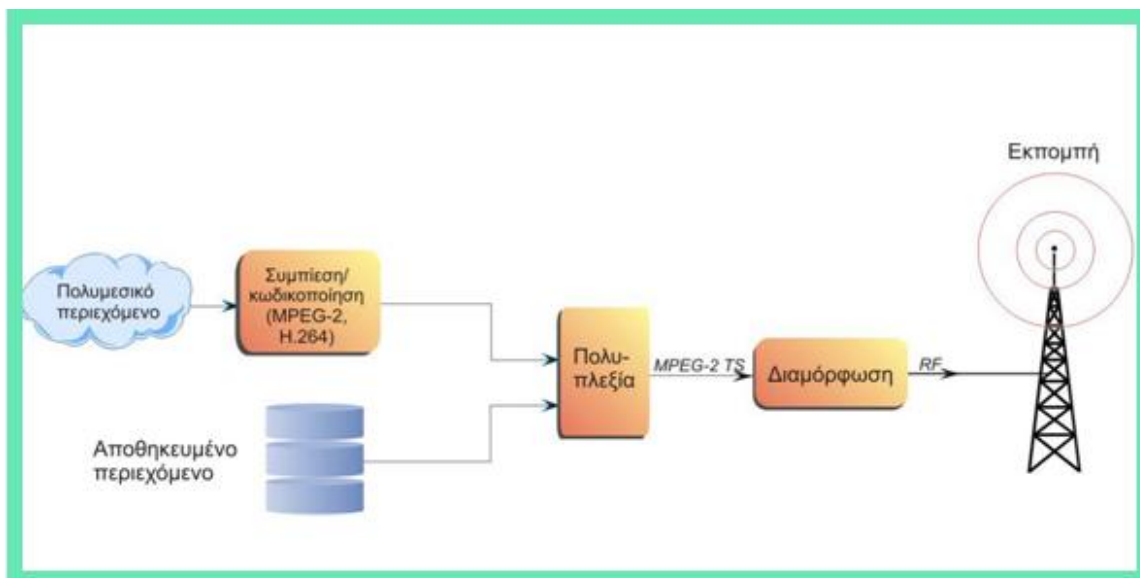 Πολυμεσικό
περιεχόμενο
Συμπίεση/
κωδικοποίηση
(MPEG-2,
H.264)
Αποθηκευμένο
περιεχόμενο
Πολυ-
πλεξία
MPEG-2 TS
Διαμόρφωση
RF
Εκπομπή